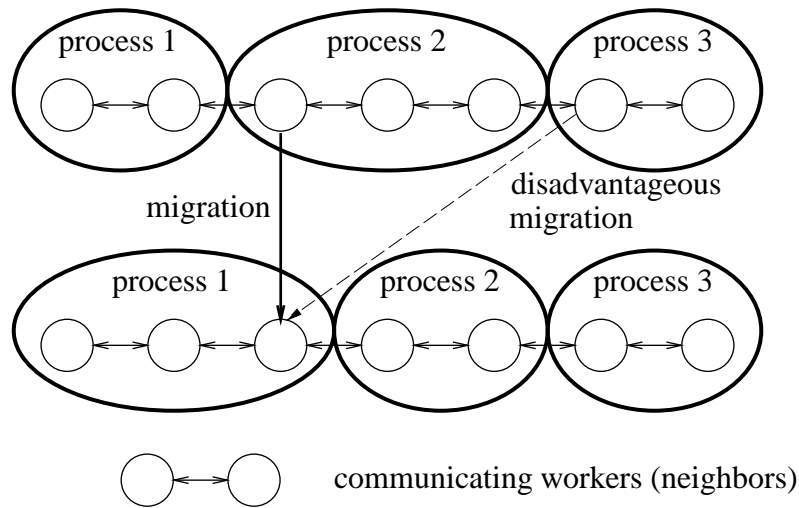 process 1
process 2
process 3
migration
disadvantageous
migration
process 1
process 2
process 3
communicating workers (neighbors)